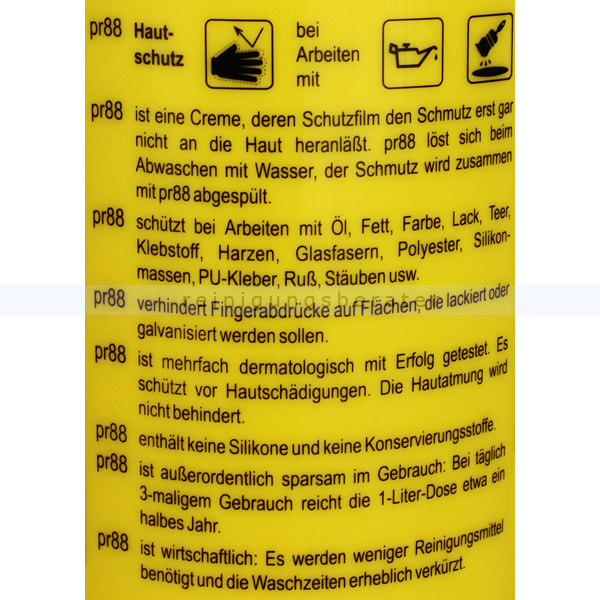 pr88 Haut- bei
schutz Arbeiten
mit
pr88 ist eine Creme, deren Schutzfilm den Schmutz erst gar
nicht an die Haut heranläßt. pr88 löst sich beim
Abwaschen mit Wasser, der Schmutz wird zusammen
mit pr88 abgespült.
pr88 schützt bei Arbeiten mit Öl, Fett, Farbe, Lack, Teer,
Klebstoff, Harzen, Glasfasern, Polyester, Silikon-
massen, PU-Kleber, Ruß, Stäuben usw.
reinigungsberater
pr88 verhindert Fingerabdrücke auf Flächen, die lackiert oder
galvanisiert werden sollen.
pr88 ist mehrfach dermatologisch mit Erfolg getestet. Es
schützt vor Hautschädigungen. Die Hautatmung wird
nicht behindert.
pr88 enthält keine Silikone und keine Konservierungsstoffe.
pr88 ist außerordentlich sparsam im Gebrauch: Bei täglich
3-maligem Gebrauch reicht die 1-Liter-Dose etwa ein
halbes Jahr.
pr88 ist wirtschaftlich: Es werden weniger Reinigungsmittel
benötigt und die Waschzeiten erheblich verkürzt.